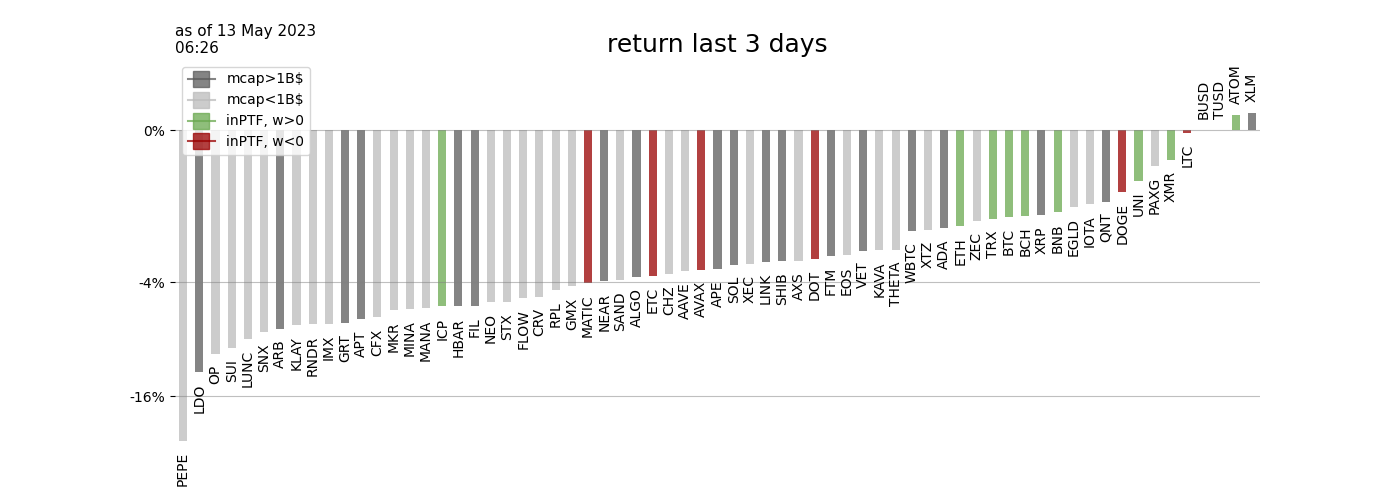 as of 13 May 2023
06:26
return last 3 days
mcap>1B$
mcap<1B$
inPTF, w>0
inPTF, w<0
0%
-4%
-16%
PEPE
LDO
OP
SUI
LUNC
SNX
ARB
KLAY
RNDR
IMX
GRT
APT
CFX
MKR
MINA
MANA
ICP
HBAR
FIL
NEO
STX
FLOW
CRV
RPL
GMX
MATIC
NEAR
SAND
ALGO
ETC
CHZ
AAVE
AVAX
APE
SOL
XEC
LINK
SHIB
AXS
DOT
FTM
EOS
VET
KAVA
THETA
WBTC
XTZ
ADA
ETH
ZEC
TRX
BTC
BCH
XRP
BNB
EGLD
IOTA
QNT
DOGE
UNI
PAXG
XMR
LTC
BUSD
TUSD
ATOM
XLM